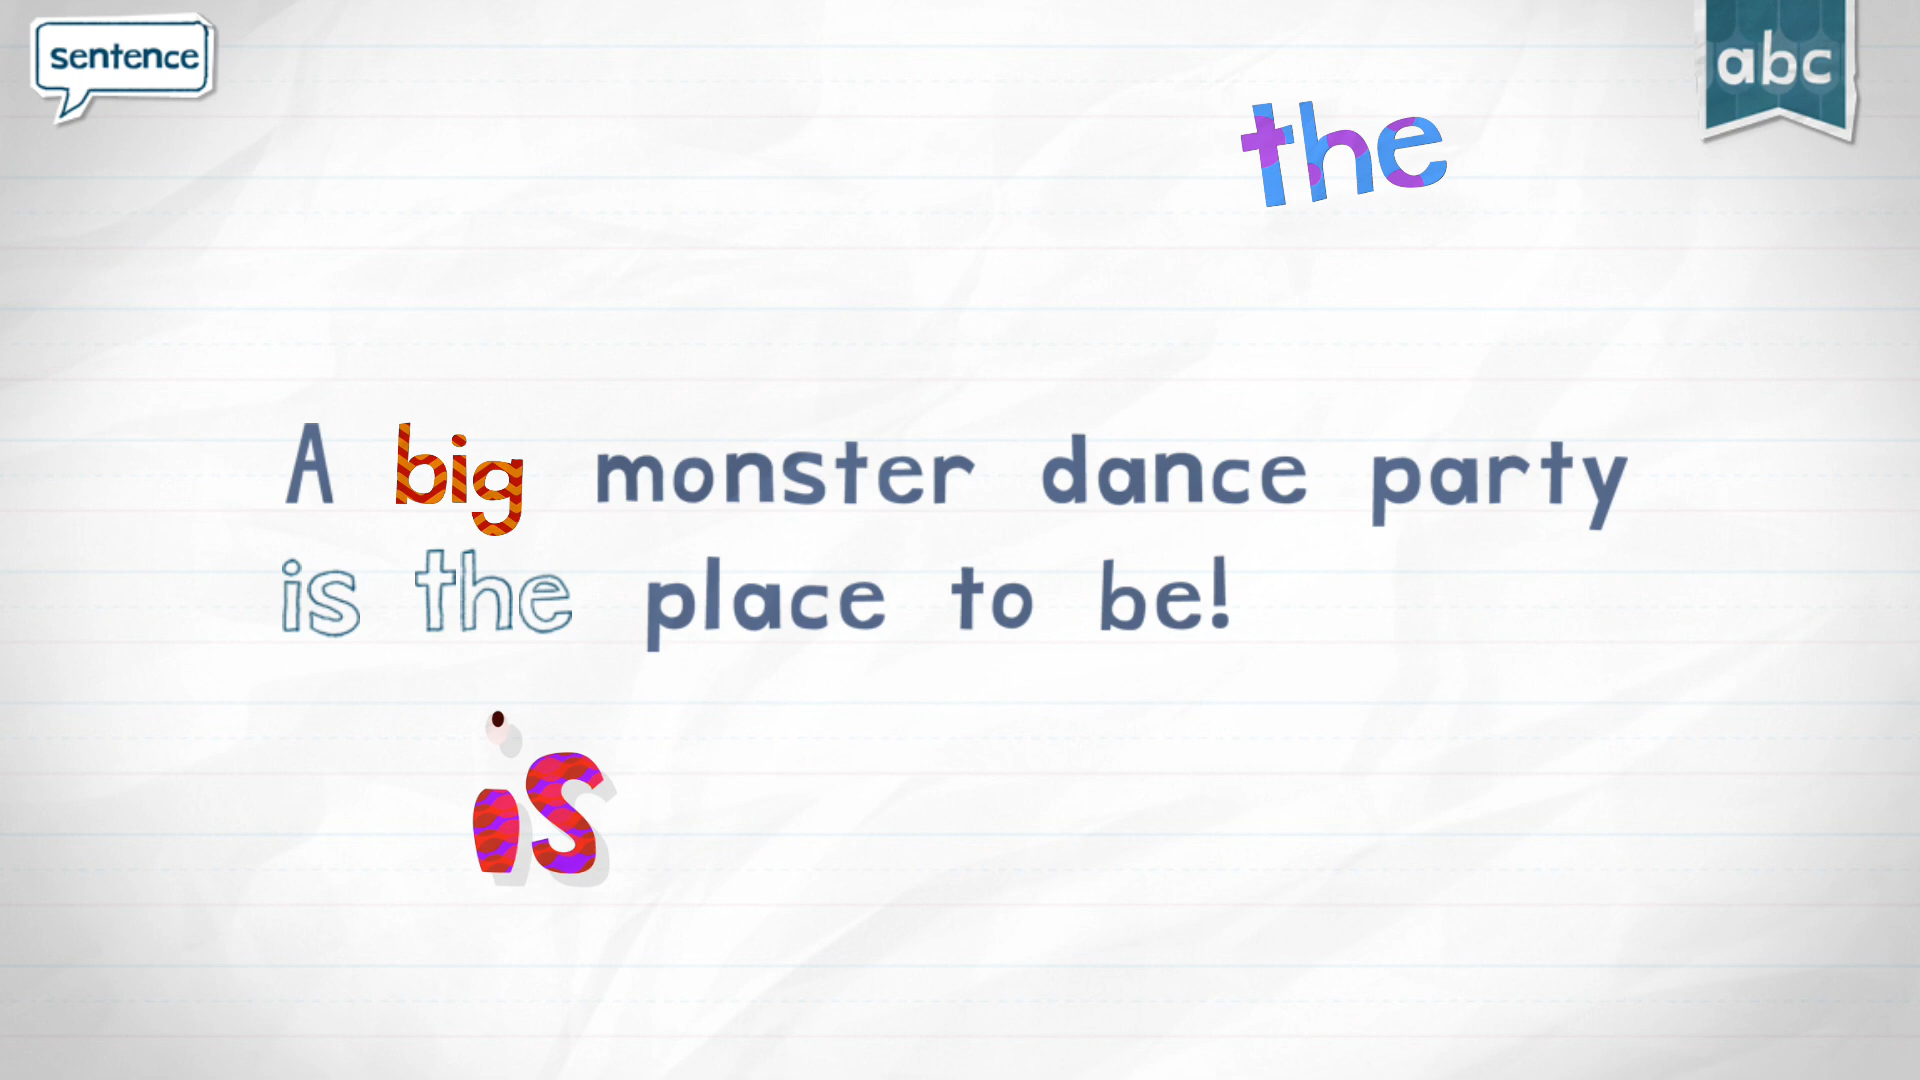 sentence
abc
the
A big monster dance party
is the place to be!
is